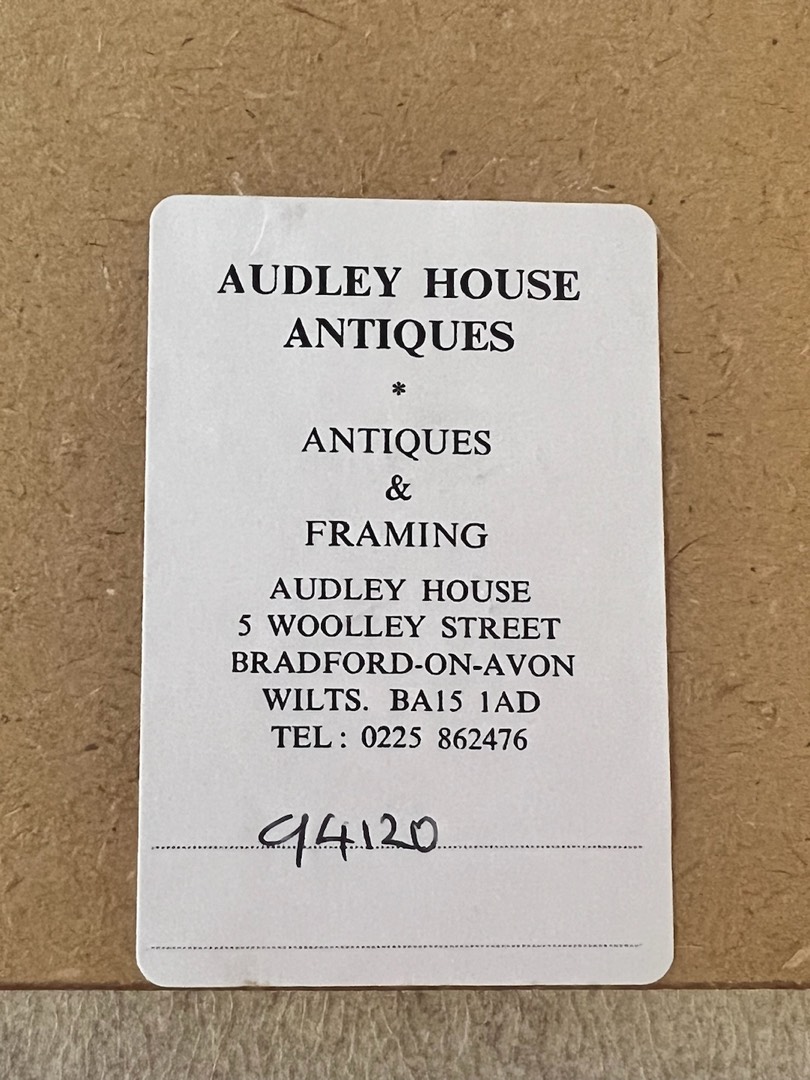 AUDLEY HOUSE
ANTIQUES
*
ANTIQUES
&
FRAMING
AUDLEY HOUSE
5 WOOLLEY STREET
BRADFORD-ON-AVON
WILTS. BA15 1AD
TEL: 0225 862476
94120